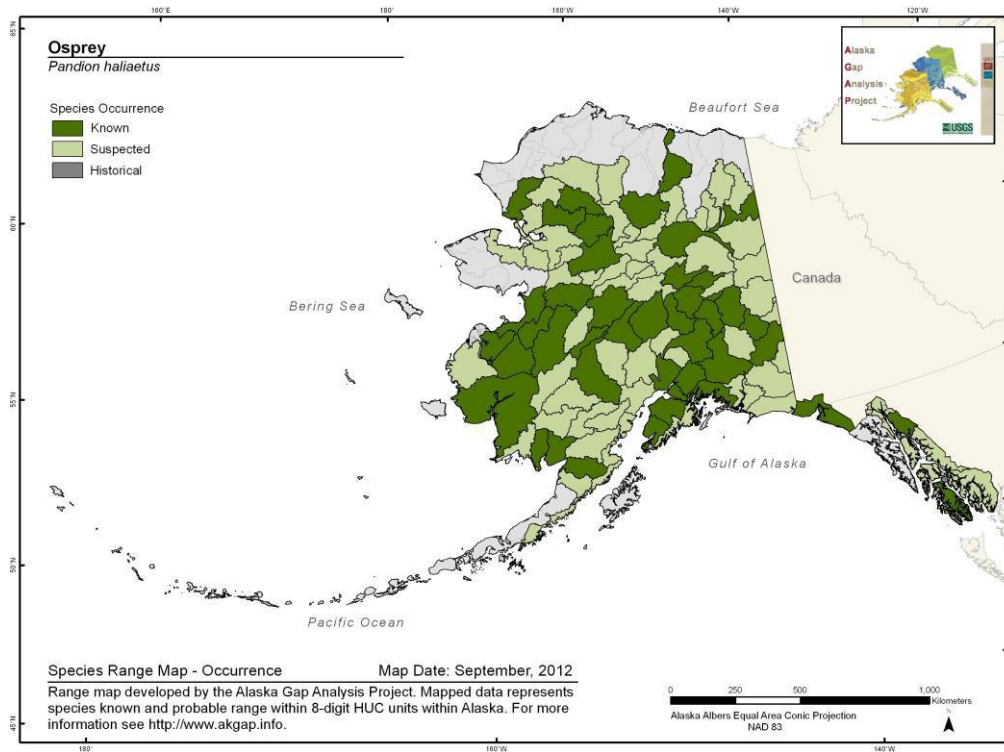 160°E
180°
160°W
140°W
120°W
65°N
Osprey
Pandion haliaetus
Alaska
Gap
Analysis
Project
USGS
Species Occurrence
Known
Suspected
Historical
Beaufort Sea
60°N
Canada
Bering Sea
55°N
Gulf of Alaska
50°N
Pacific Ocean
Species Range Map - Occurrence Map Date: September, 2012
Range map developed by the Alaska Gap Analysis Project. Mapped data represents
species known and probable range within 8-digit HUC units within Alaska. For more
information see http://www.akgap.info.
0 250 500 1,000
Kilometers
Alaska Albers Equal Area Conic Projection
NAD 83
N
45°N
180°
160°W
140°W